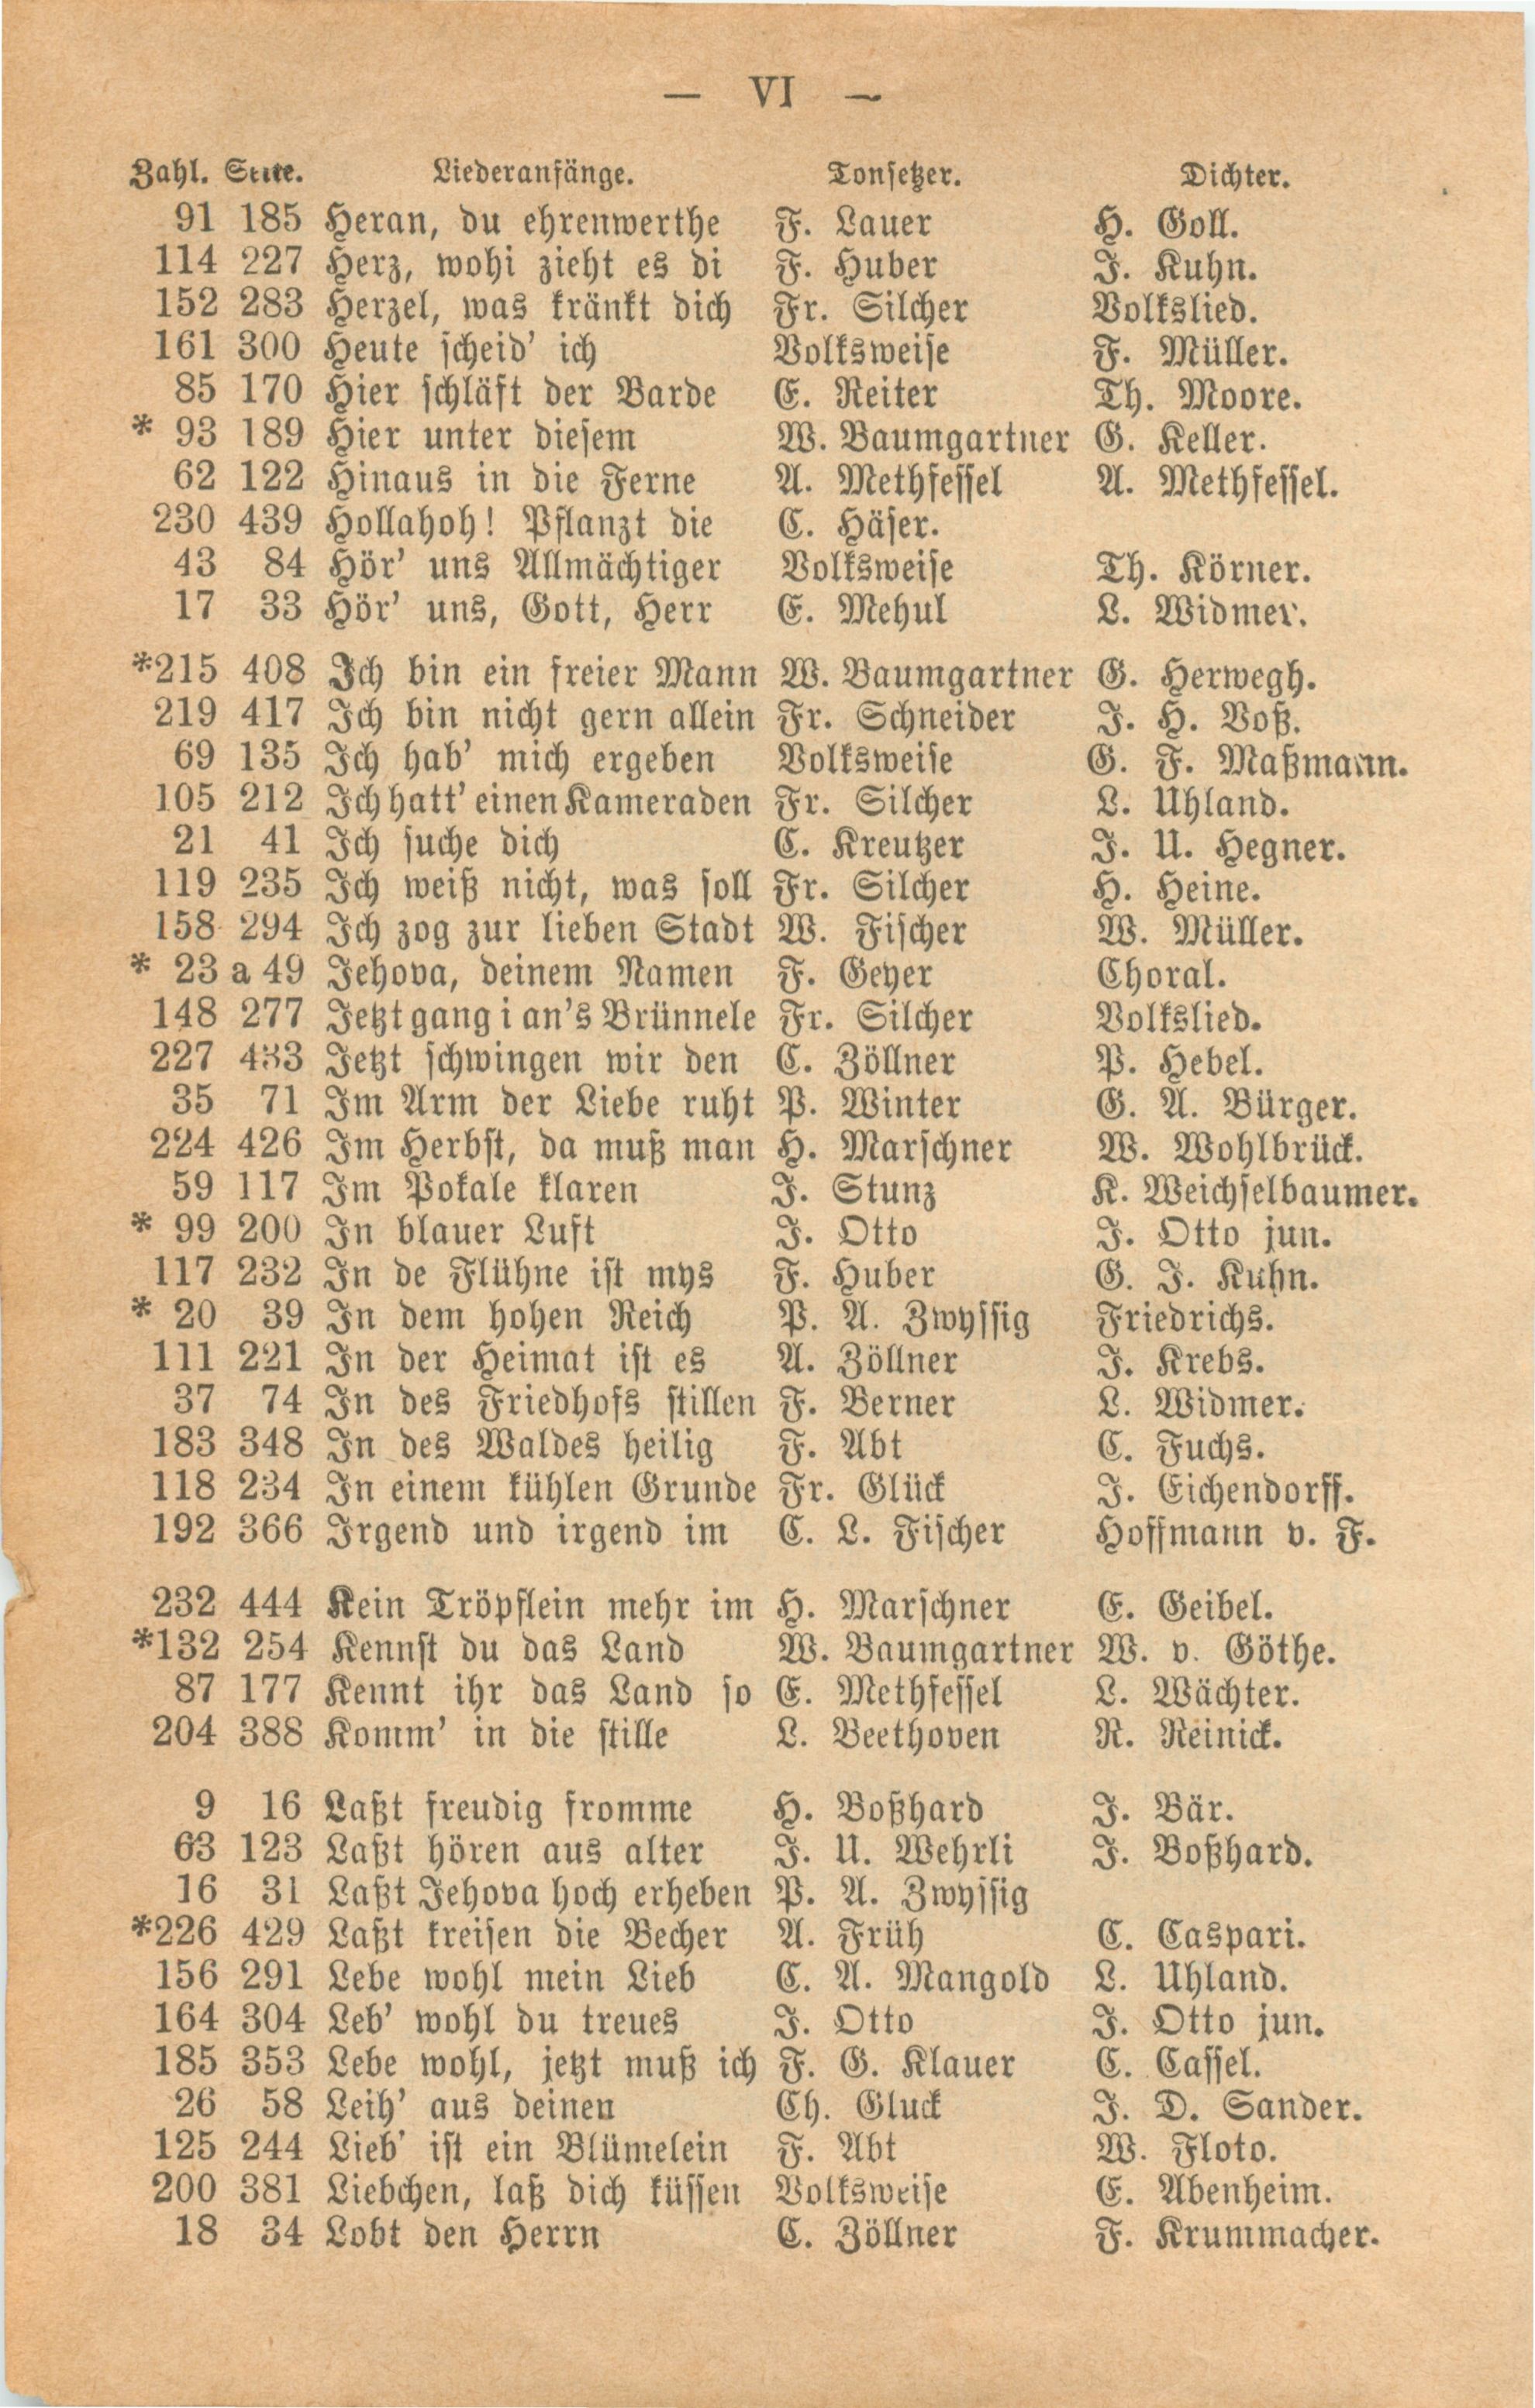 — VI —
Zahl. Seite. Liederanfänge. Tonsetzer. Dichter.
91 185 Heran, du ehrenwerthe F. Lauer H. Goll.
114 227 Herz, wohi zieht es di F. Huber J. Kuhn.
152 283 Herzel, was kränkt dich Fr. Silcher Volkslied.
161 300 Heute scheid' ich Volksweise F. Müller.
85 170 Hier schläft der Barde E. Reiter Th. Moore.
* 93 189 Hier unter diesem W. Baumgartner G. Keller.
62 122 Hinaus in die Ferne A. Methfessel A. Methfessel.
230 439 Hollahoh! Pflanzt die C. Häser.
43 84 Hör' uns Allmächtiger Volksweise Th. Körner.
17 33 Hör' uns, Gott, Herr E. Mehul L. Widmer.
*215 408 Ich bin ein freier Mann W. Baumgartner G. Herwegh.
219 417 Ich bin nicht gern allein Fr. Schneider J. H. Voß.
69 135 Ich hab' mich ergeben Volksweise G. F. Maßmann.
105 212 Ich hatt' einen Kameraden Fr. Silcher L. Uhland.
21 41 Ich suche dich C. Kreutzer J. U. Hegner.
119 235 Ich weiß nicht, was soll Fr. Silcher H. Heine.
158 294 Ich zog zur lieben Stadt W. Fischer W. Müller.
* 23 a 49 Jehova, deinem Namen F. Geyer Choral.
148 277 Jetzt gang i an's Brünnele Fr. Silcher Volkslied.
227 433 Jetzt schwingen wir den C. Zöllner P. Hebel.
35 71 Im Arm der Liebe ruht P. Winter G. A. Bürger.
224 426 Im Herbst, da muß man H. Marschner W. Wohlbrück.
59 117 Im Pokale klaren J. Stunz K. Weichselbaumer.
* 99 200 In blauer Luft J. Otto J. Otto jun.
117 232 In de Flühne ist mys F. Huber G. J. Kuhn.
* 20 39 In dem hohen Reich P. A. Zwyssig Friedrichs.
111 221 In der Heimat ist es A. Zöllner J. Krebs.
37 74 In des Friedhofs stillen F. Berner L. Widmer.
183 348 In des Waldes heilig F. Abt C. Fuchs.
118 234 In einem kühlen Grunde Fr. Glück J. Eichendorff.
192 366 Irgend und irgend im C. L. Fischer Hoffmann v. F.
232 444 Kein Tröpflein mehr im H. Marschner E. Geibel.
*132 254 Kennst du das Land W. Baumgartner W. v. Göthe.
87 177 Kennt ihr das Land so E. Methfessel L. Wächter.
204 388 Komm' in die stille L. Beethoven R. Reinick.
9 16 Laßt freudig fromme H. Boßhard J. Bär.
63 123 Laßt hören aus alter J. U. Wehrli J. Boßhard.
16 31 Laßt Jehova hoch erheben P. A. Zwyssig
*226 429 Laßt kreisen die Becher A. Früh C. Caspari.
156 291 Lebe wohl mein Lieb C. A. Mangold L. Uhland.
164 304 Leb' wohl du treues J. Otto J. Otto jun.
185 353 Lebe wohl, jetzt muß ich F. G. Klauer C. Cassel.
26 58 Leih' aus deinen Ch. Gluck J. D. Sander.
125 244 Lieb' ist ein Blümelein F. Abt W. Floto.
200 381 Liebchen, laß dich küssen Volksweise E. Abenheim.
18 34 Lobt den Herrn C. Zöllner F. Krummacher.